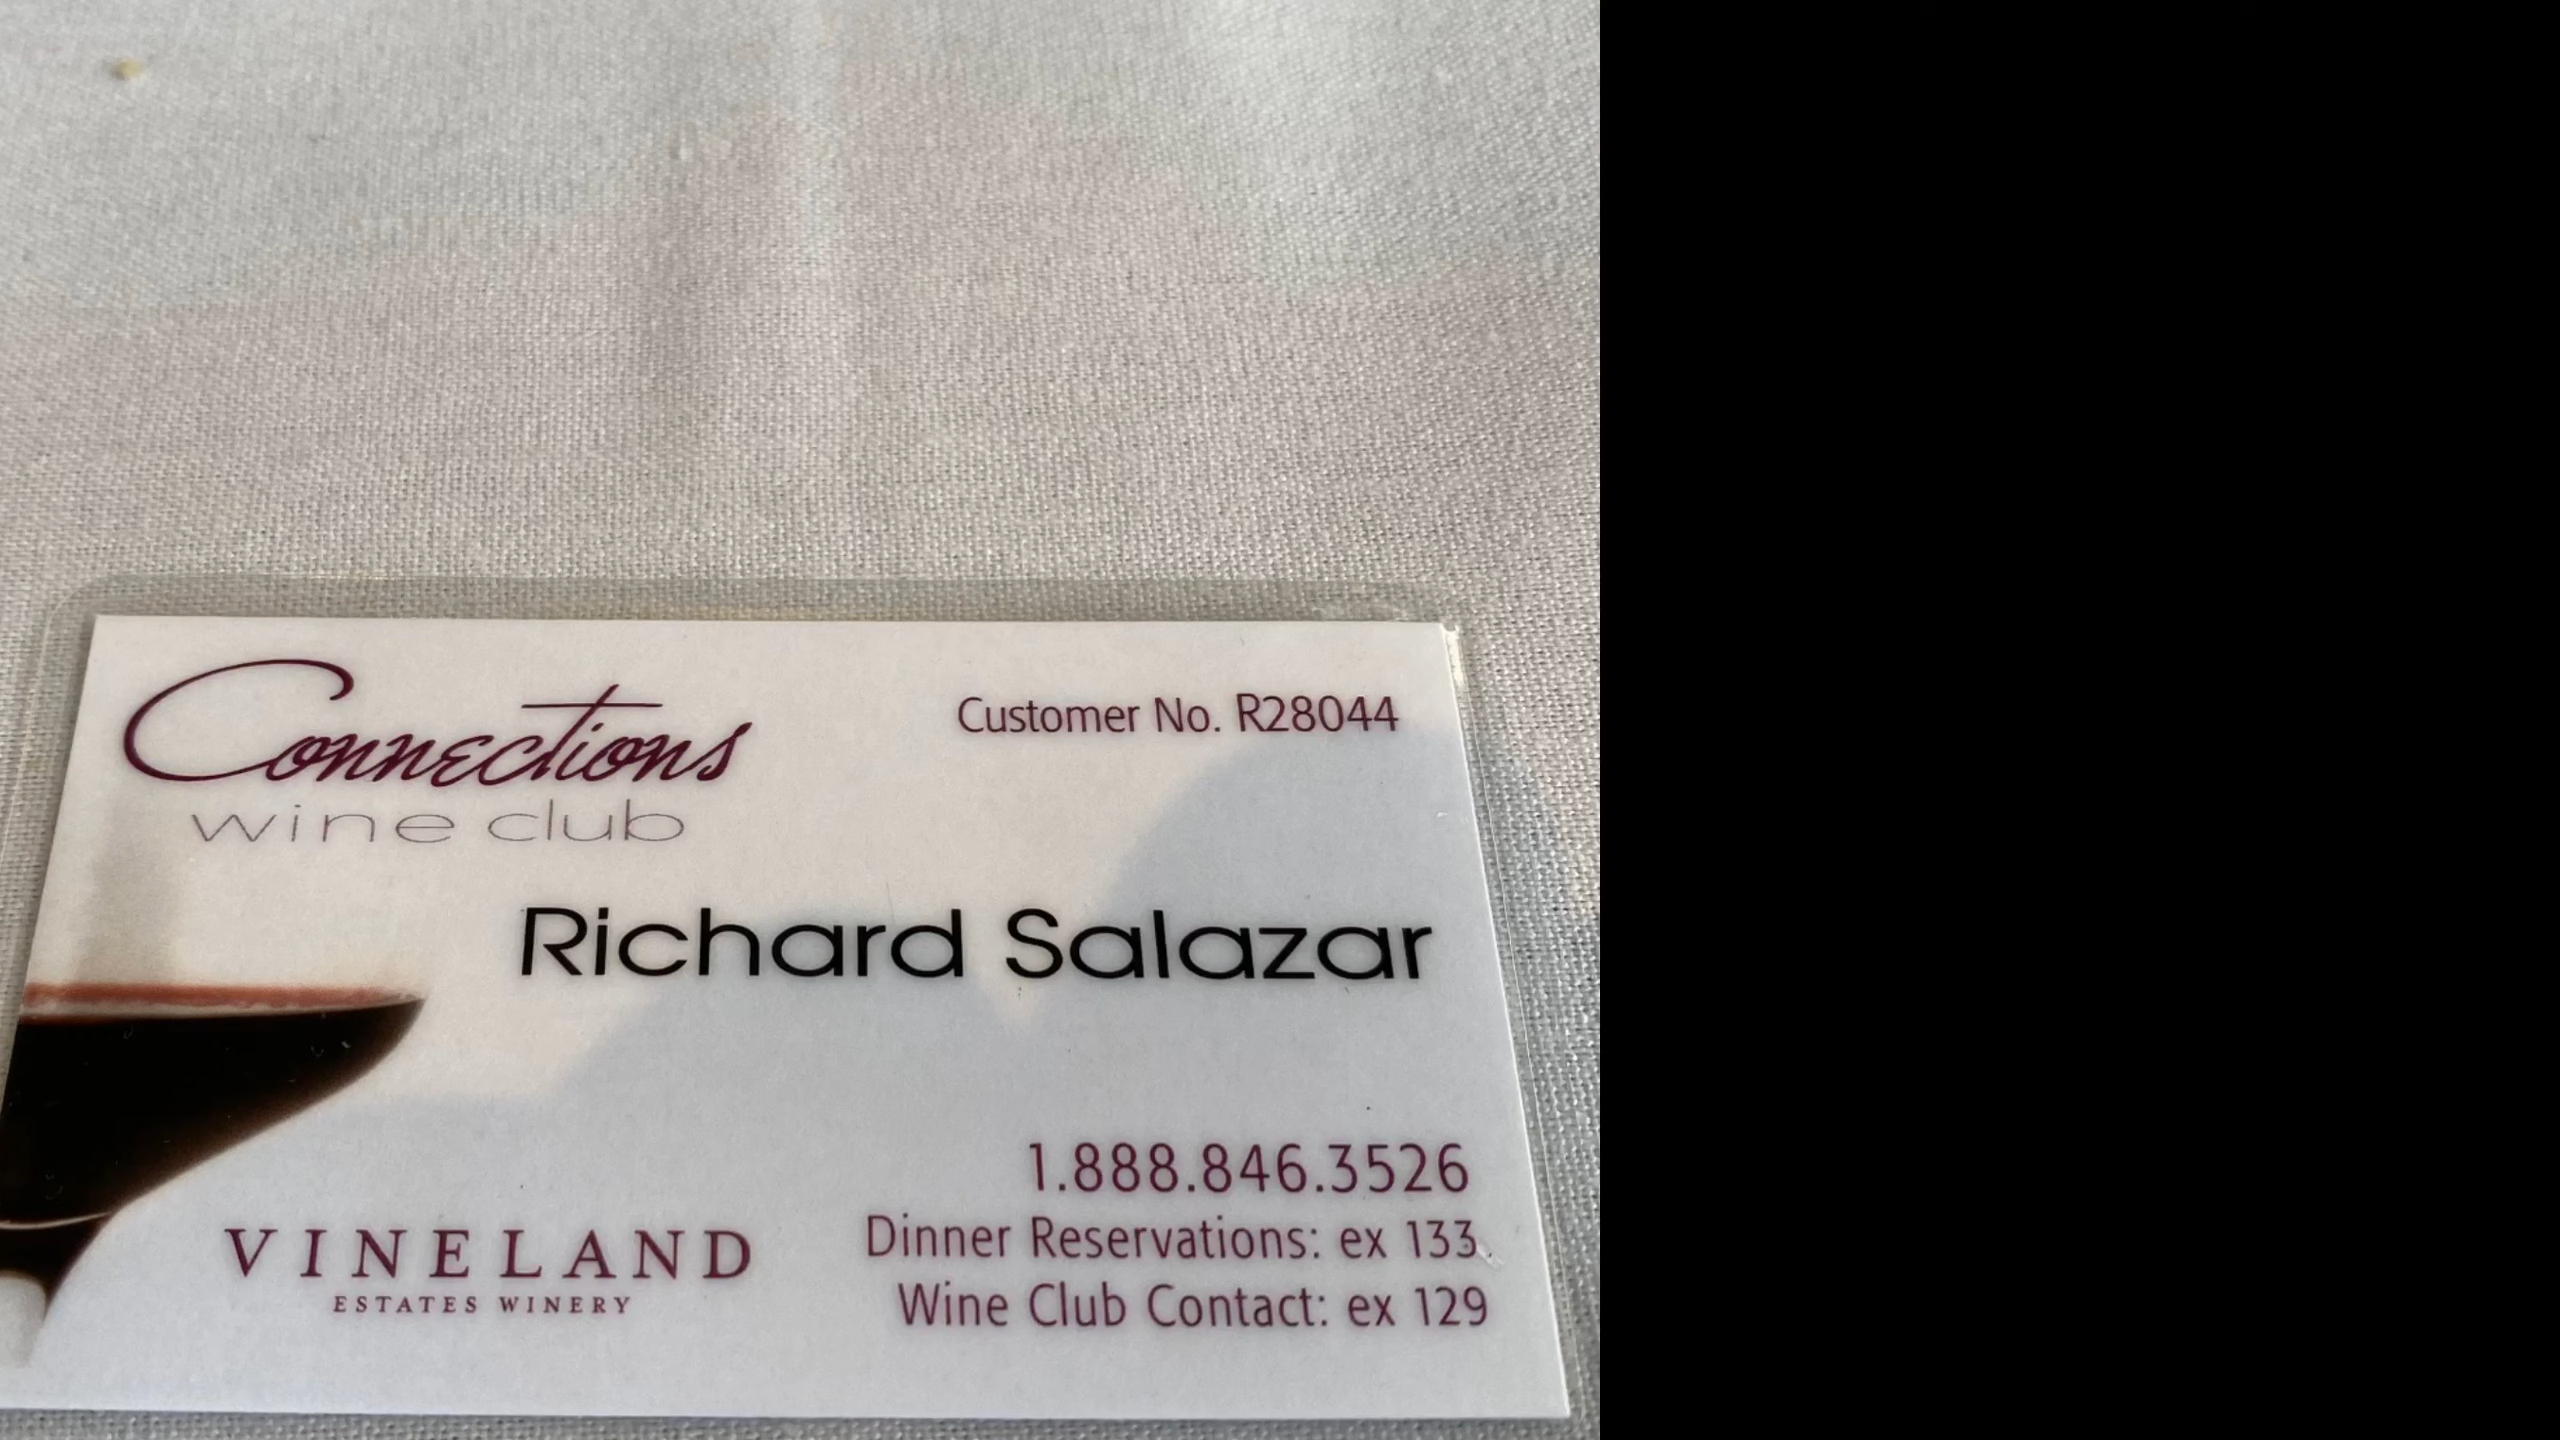 Connections
wine club
Customer No. R28044
Richard Salazar
1.888.846.3526
Dinner Reservations: ex 133
Wine Club Contact: ex 129
VINELAND
ESTATES WINERY